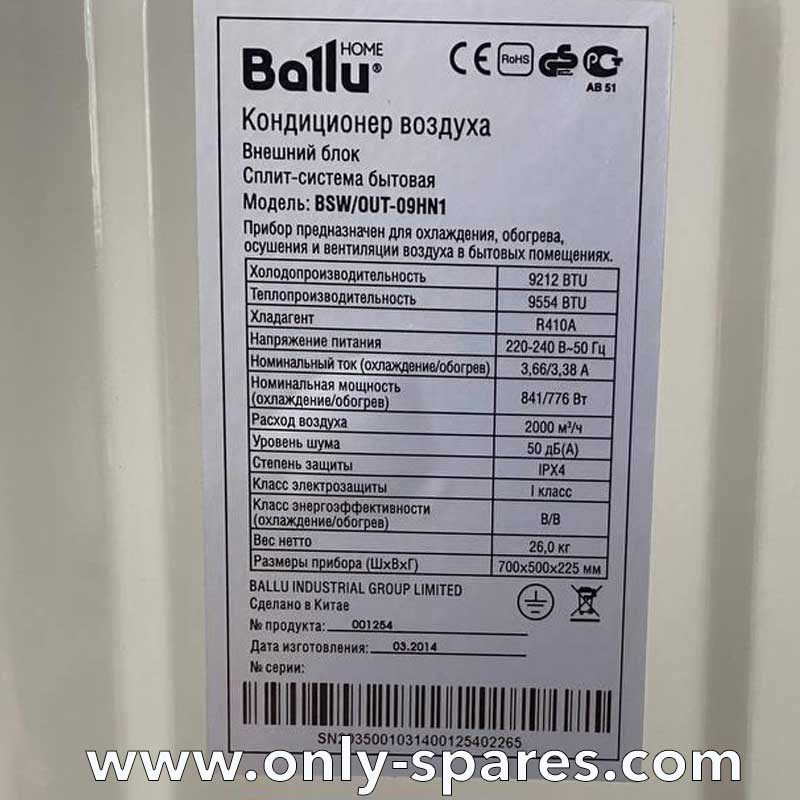 Ballu® HOME
CE RoHS GS PCT
АВ 51
Кондиционер воздуха
Внешний блок
Сплит-система бытовая
Модель: BSW/OUT-09HN1
Прибор предназначен для охлаждения, обогрева,
осушения и вентиляции воздуха в бытовых помещениях.
Холодопроизводительность 9212 BTU
Теплопроизводительность 9554 BTU
Хладагент R410A
Напряжение питания 220-240 В~50 Гц
Номинальный ток (охлаждение/обогрев) 3,66/3,38 А
Номинальная мощность
(охлаждение/обогрев) 841/776 Вт
Расход воздуха 2000 м³/ч
Уровень шума 50 дБ(А)
Степень защиты IPX4
Класс электрозащиты I класс
Класс энергоэффективности
(охлаждение/обогрев) B/B
Вес нетто 26,0 кг
Размеры прибора (ШхВхГ) 700х500х225 мм
BALLU INDUSTRIAL GROUP LIMITED
Сделано в Китае
№ продукта: 001254
Дата изготовления: 03.2014
№ серии:
SN2035001031400125402265
www.only-spares.com